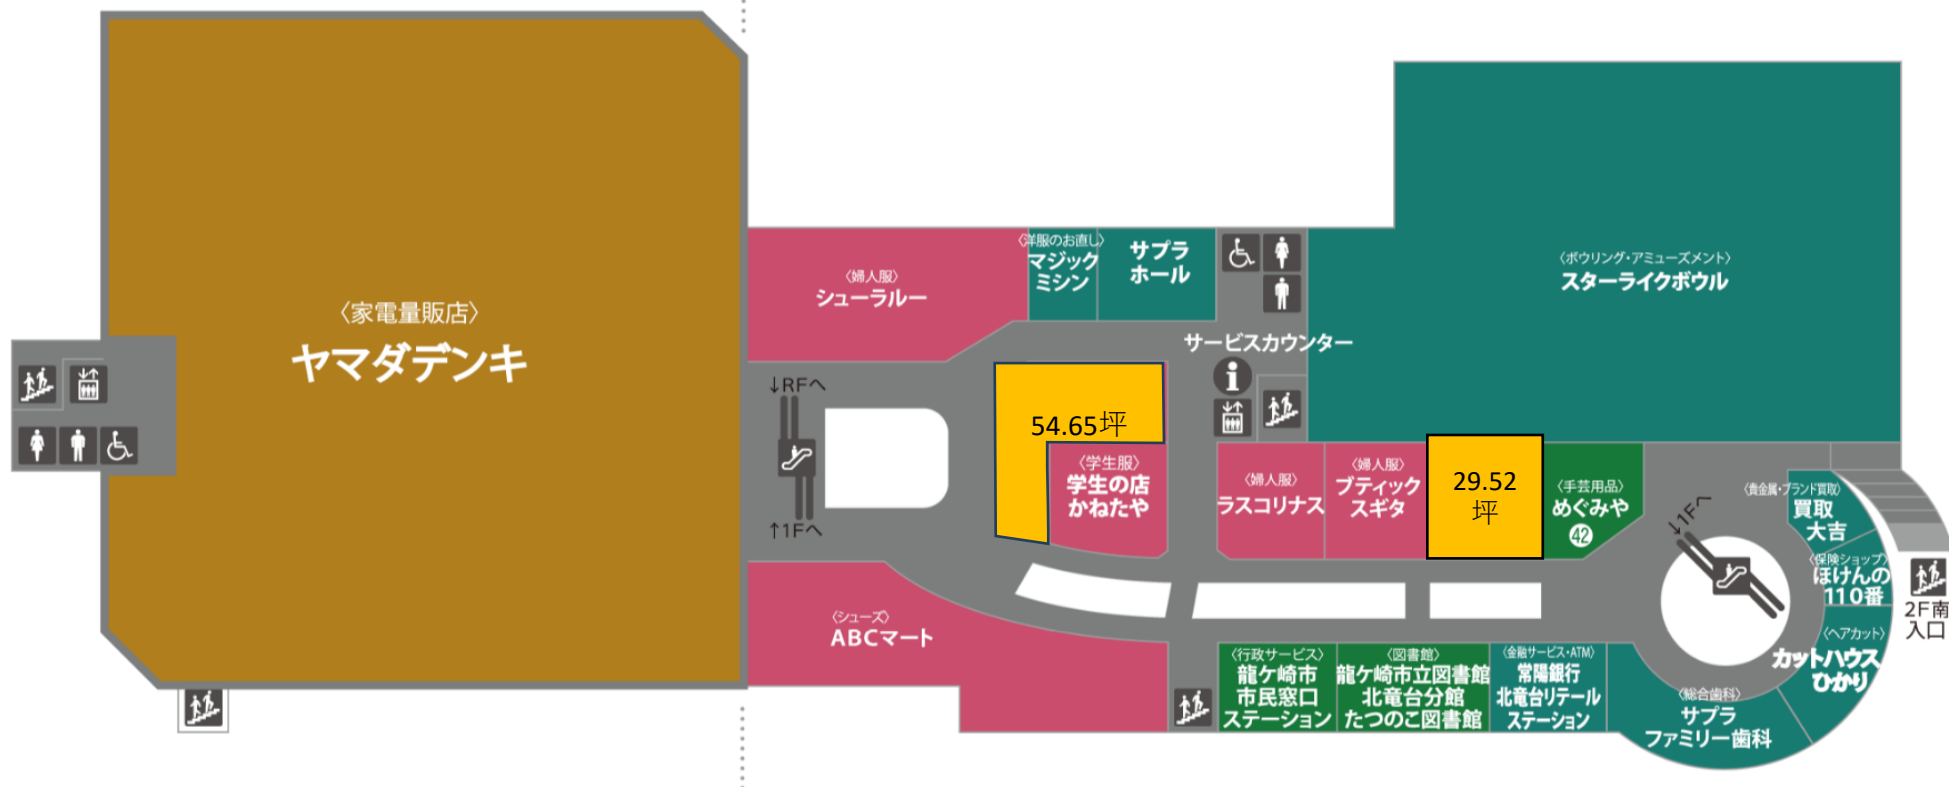 〈家電量販店〉
ヤマダデンキ
〈婦人服〉
シューラルー
〈洋服のお直し〉
マジック
ミシン
サプラ
ホール
〈ボウリング・アミューズメント〉
スターライクボウル
サービスカウンター
i
↓RFへ
↑1Fへ
54.65坪
〈学生服〉
学生の店
かねたや
〈婦人服〉
ラスコリナス
〈婦人服〉
ブティック
スギタ
29.52
坪
〈手芸用品〉
めぐみや
42
↓1Fへ
〈貴金属・ブランド買取〉
買取
大吉
〈保険ショップ〉
ほけんの
110番
2F南
入口
〈ヘアカット〉
カットハウス
ひかり
〈シューズ〉
ABCマート
〈行政サービス〉
龍ケ崎市
市民窓口
ステーション
〈図書館〉
龍ケ崎市立図書館
北竜台分館
たつのこ図書館
〈金融サービス・ATM〉
常陽銀行
北竜台リテール
ステーション
〈総合歯科〉
サプラ
ファミリー歯科